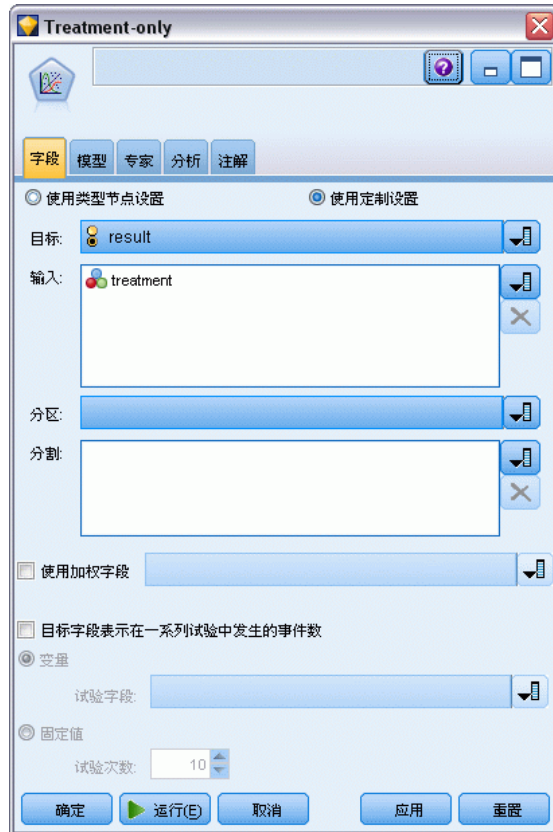 Treatment-only
字段 模型 专家 分析 注解
使用类型节点设置 使用定制设置
目标: result
输入: treatment
分区:
分割:
使用加权字段
目标字段表示在一系列试验中发生的事件数
变量
试验字段:
固定值
试验次数: 10
确定 运行(E) 取消 应用 重置